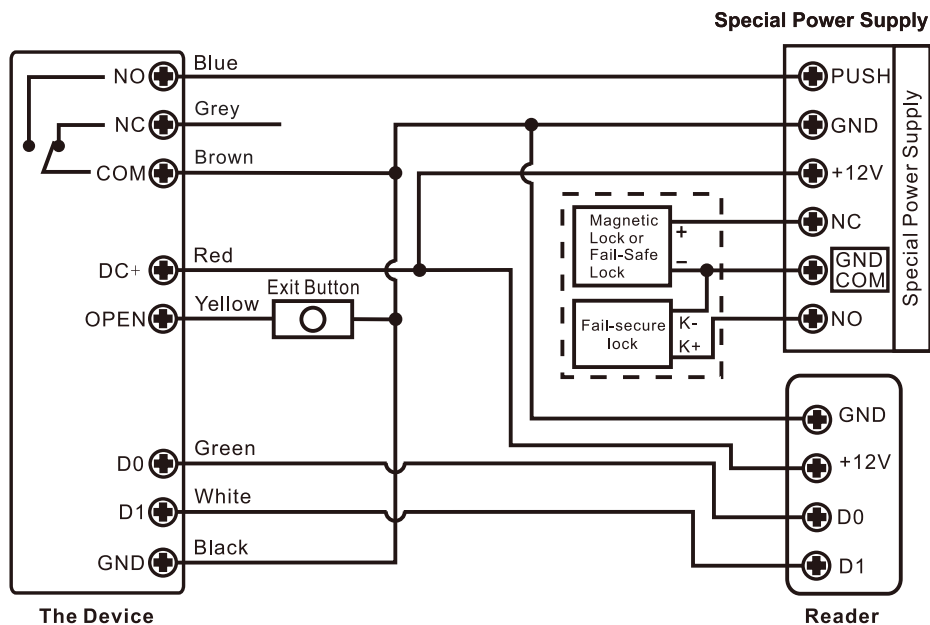 Special Power Supply
NO
Blue
PUSH
NC
Grey
GND
COM
Brown
+12V
Magnetic
Lock or
Fail-Safe
Lock
+
−
NC
DC+
Red
GND
COM
OPEN
Yellow
Exit Button
Fail-secure
lock
K-
K+
NO
Special Power Supply
GND
D0
Green
+12V
D1
White
D0
GND
Black
D1
The Device
Reader